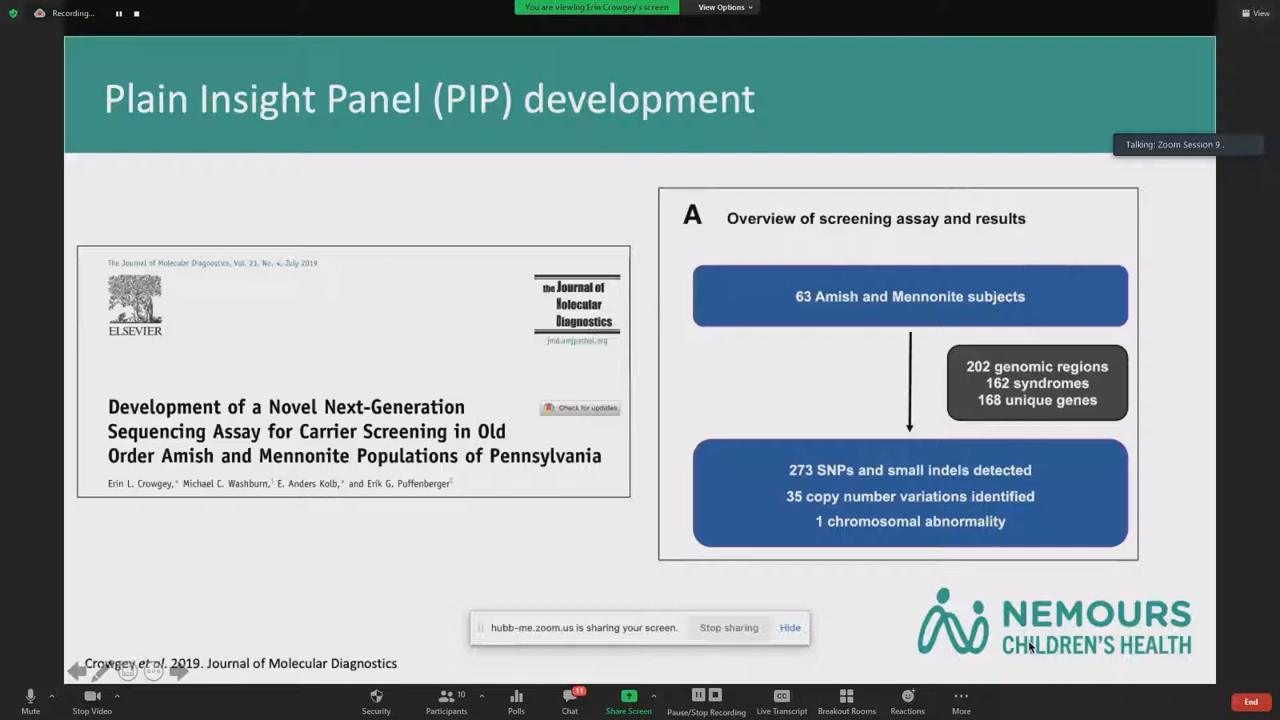 Recording...
You are viewing Erin Crowgey's screen
View Options
View
Plain Insight Panel (PIP) development
Talking: Zoom Session 9 .
The Journal of Molecular Diagnostics, Vol. 21, No. 4, July 2019
ELSEVIER
the Journal of
Molecular
Diagnostics
jmd.amjpathol.org
Development of a Novel Next-Generation
Check for updates
Sequencing Assay for Carrier Screening in Old
Order Amish and Mennonite Populations of Pennsylvania
Erin L. Crowgey,* Michael C. Washburn,† E. Anders Kolb,* and Erik G. Puffenberger‡
A Overview of screening assay and results
63 Amish and Mennonite subjects
202 genomic regions
162 syndromes
168 unique genes
273 SNPs and small indels detected
35 copy number variations identified
1 chromosomal abnormality
hubb-me.zoom.us is sharing your screen.
Stop sharing
Hide
NEMOURS
CHILDREN'S HEALTH
Crowgey et al. 2019. Journal of Molecular Diagnostics
Mute
Stop Video
Security
Participants
10
Polls
Chat
11
Share Screen
Pause/Stop Recording
CC
Live Transcript
Breakout Rooms
Reactions
More
End